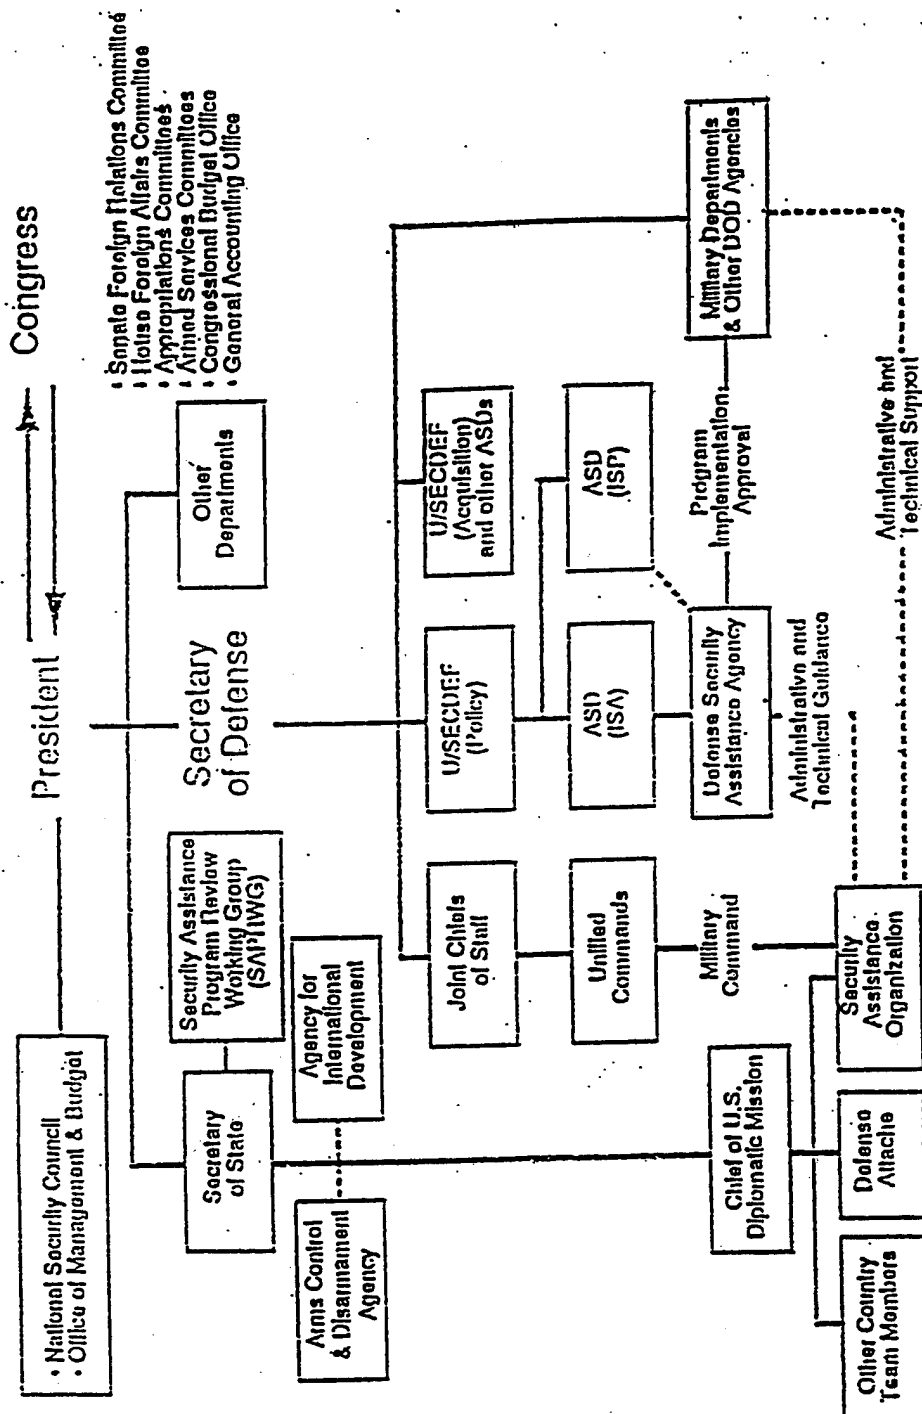 President
Congress
• National Security Council
• Office of Management & Budget
• Senate Foreign Relations Committee
• House Foreign Affairs Committee
• Appropriations Committees
• Armed Services Committees
• Congressional Budget Office
• General Accounting Office
Secretary
of State
Security Assistance
Program Review
Working Group
(SAPRWG)
Secretary
of Defense
Other
Departments
Arms Control
& Disarmament
Agency
Agency for
International
Development
Joint Chiefs
of Staff
U/SECDEF
(Policy)
U/SECDEF
(Acquisition)
and other ASDs
Unified
Commands
ASD
(ISA)
ASD
(ISP)
Military
Command
Defense Security
Assistance Agency
Program
Implementation
Approval
Military Departments
& Other DOD Agencies
Chief of U.S.
Diplomatic Mission
Administrative and
Technical Guidance
Other Country
Team Members
Defense
Attache
Security
Assistance
Organization
Administrative and
Technical Support